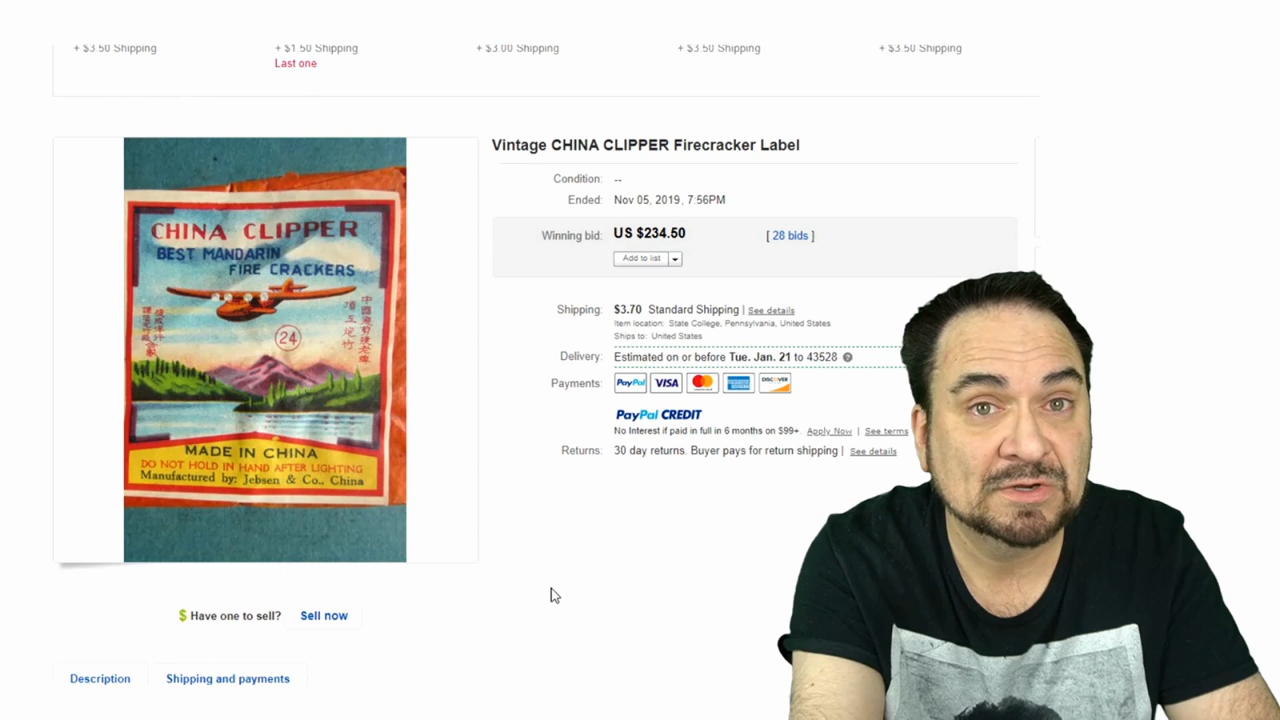 + $3.50 Shipping
+ $1.50 Shipping
+ $3.00 Shipping
+ $3.50 Shipping
+ $3.50 Shipping
Last one
Vintage CHINA CLIPPER Firecracker Label
Condition: --
Ended: Nov 05, 2019, 7:56PM
Winning bid: US $234.50 [ 28 bids ]
Add to list
Shipping: $3.70 Standard Shipping | See details
Item location: State College, Pennsylvania, United States
Ships to: United States
Delivery: Estimated on or before Tue. Jan. 21 to 43528 ?
Payments: PayPal VISA MasterCard AMERICAN EXPRESS DISCOVER
PayPal CREDIT
No Interest if paid in full in 6 months on $99+. Apply Now | See terms
Returns: 30 day returns. Buyer pays for return shipping | See details
CHINA CLIPPER
BEST MANDARIN
FIRE CRACKERS
24
MADE IN CHINA
DO NOT HOLD IN HAND AFTER LIGHTING
Manufactured by: Jebsen & Co., China
$ Have one to sell? Sell now
Description
Shipping and payments